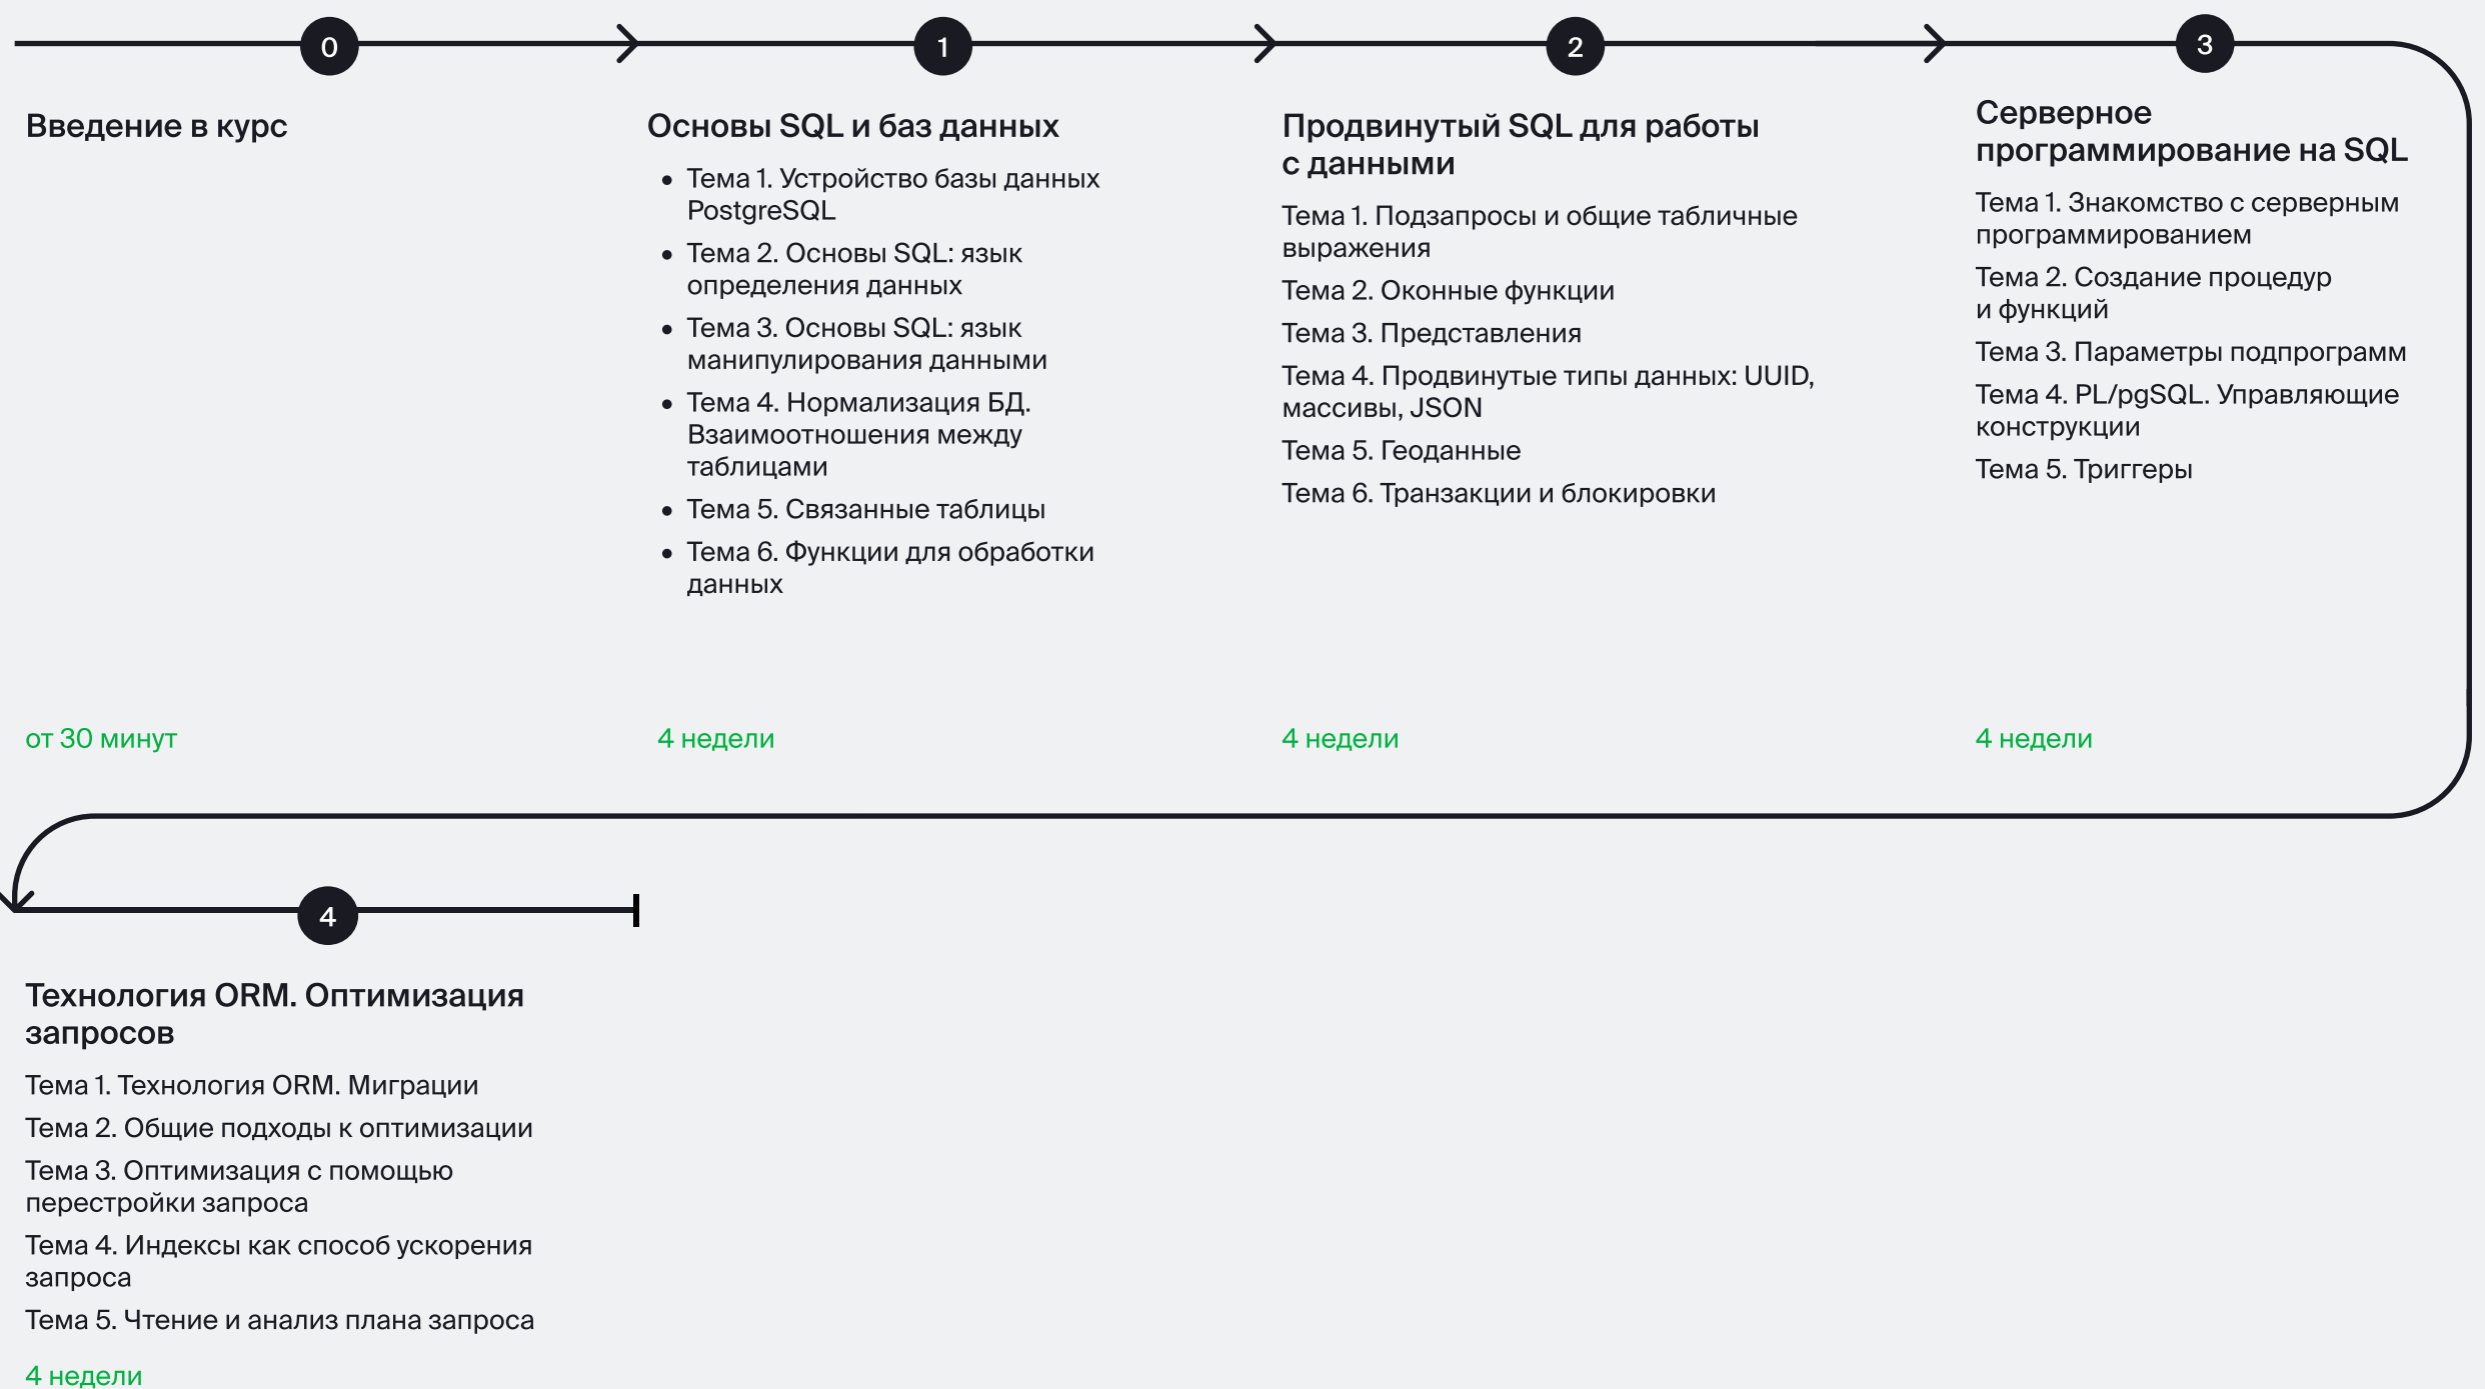 0
Введение в курс
от 30 минут
1
Основы SQL и баз данных
• Тема 1. Устройство базы данных
PostgreSQL
• Тема 2. Основы SQL: язык
определения данных
• Тема 3. Основы SQL: язык
манипулирования данными
• Тема 4. Нормализация БД.
Взаимоотношения между
таблицами
• Тема 5. Связанные таблицы
• Тема 6. Функции для обработки
данных
4 недели
2
Продвинутый SQL для работы
с данными
Тема 1. Подзапросы и общие табличные
выражения
Тема 2. Оконные функции
Тема 3. Представления
Тема 4. Продвинутые типы данных: UUID,
массивы, JSON
Тема 5. Геоданные
Тема 6. Транзакции и блокировки
4 недели
3
Серверное
программирование на SQL
Тема 1. Знакомство с серверным
программированием
Тема 2. Создание процедур
и функций
Тема 3. Параметры подпрограмм
Тема 4. PL/pgSQL. Управляющие
конструкции
Тема 5. Триггеры
4 недели
4
Технология ORM. Оптимизация
запросов
Тема 1. Технология ORM. Миграции
Тема 2. Общие подходы к оптимизации
Тема 3. Оптимизация с помощью
перестройки запроса
Тема 4. Индексы как способ ускорения
запроса
Тема 5. Чтение и анализ плана запроса
4 недели